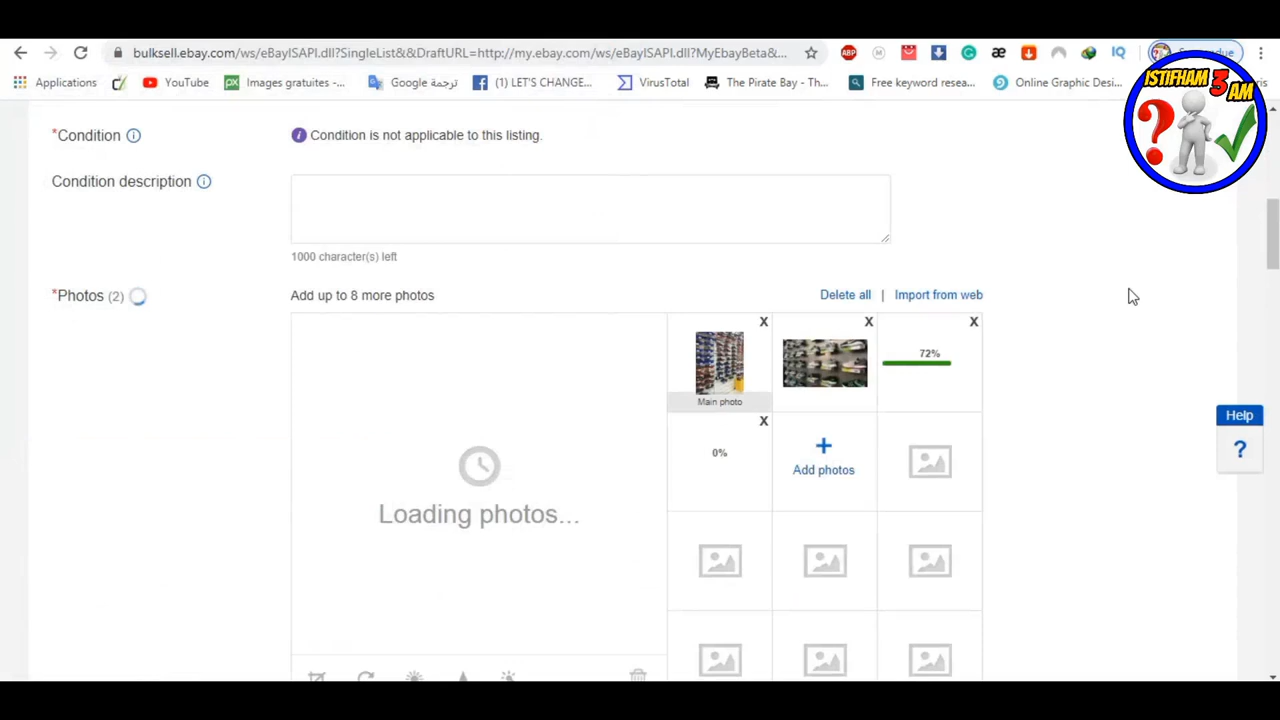 bulksell.ebay.com/ws/eBayISAPI.dll?SingleList&&DraftURL=http://my.ebay.com/ws/eBayISAPI.dll?MyEbayBeta&...
ABP
IQ
Applications
YouTube
Images gratuites -...
Google ترجمة
(1) LET'S CHANGE...
VirusTotal
The Pirate Bay - Th...
Free keyword resea...
Online Graphic Desi...
ISTIFHAM 3 AM
*Condition
Condition is not applicable to this listing.
Condition description
1000 character(s) left
*Photos (2)
Add up to 8 more photos
Delete all | Import from web
X
X
X
72%
Main photo
X
0%
+
Add photos
Loading photos...
Help
?